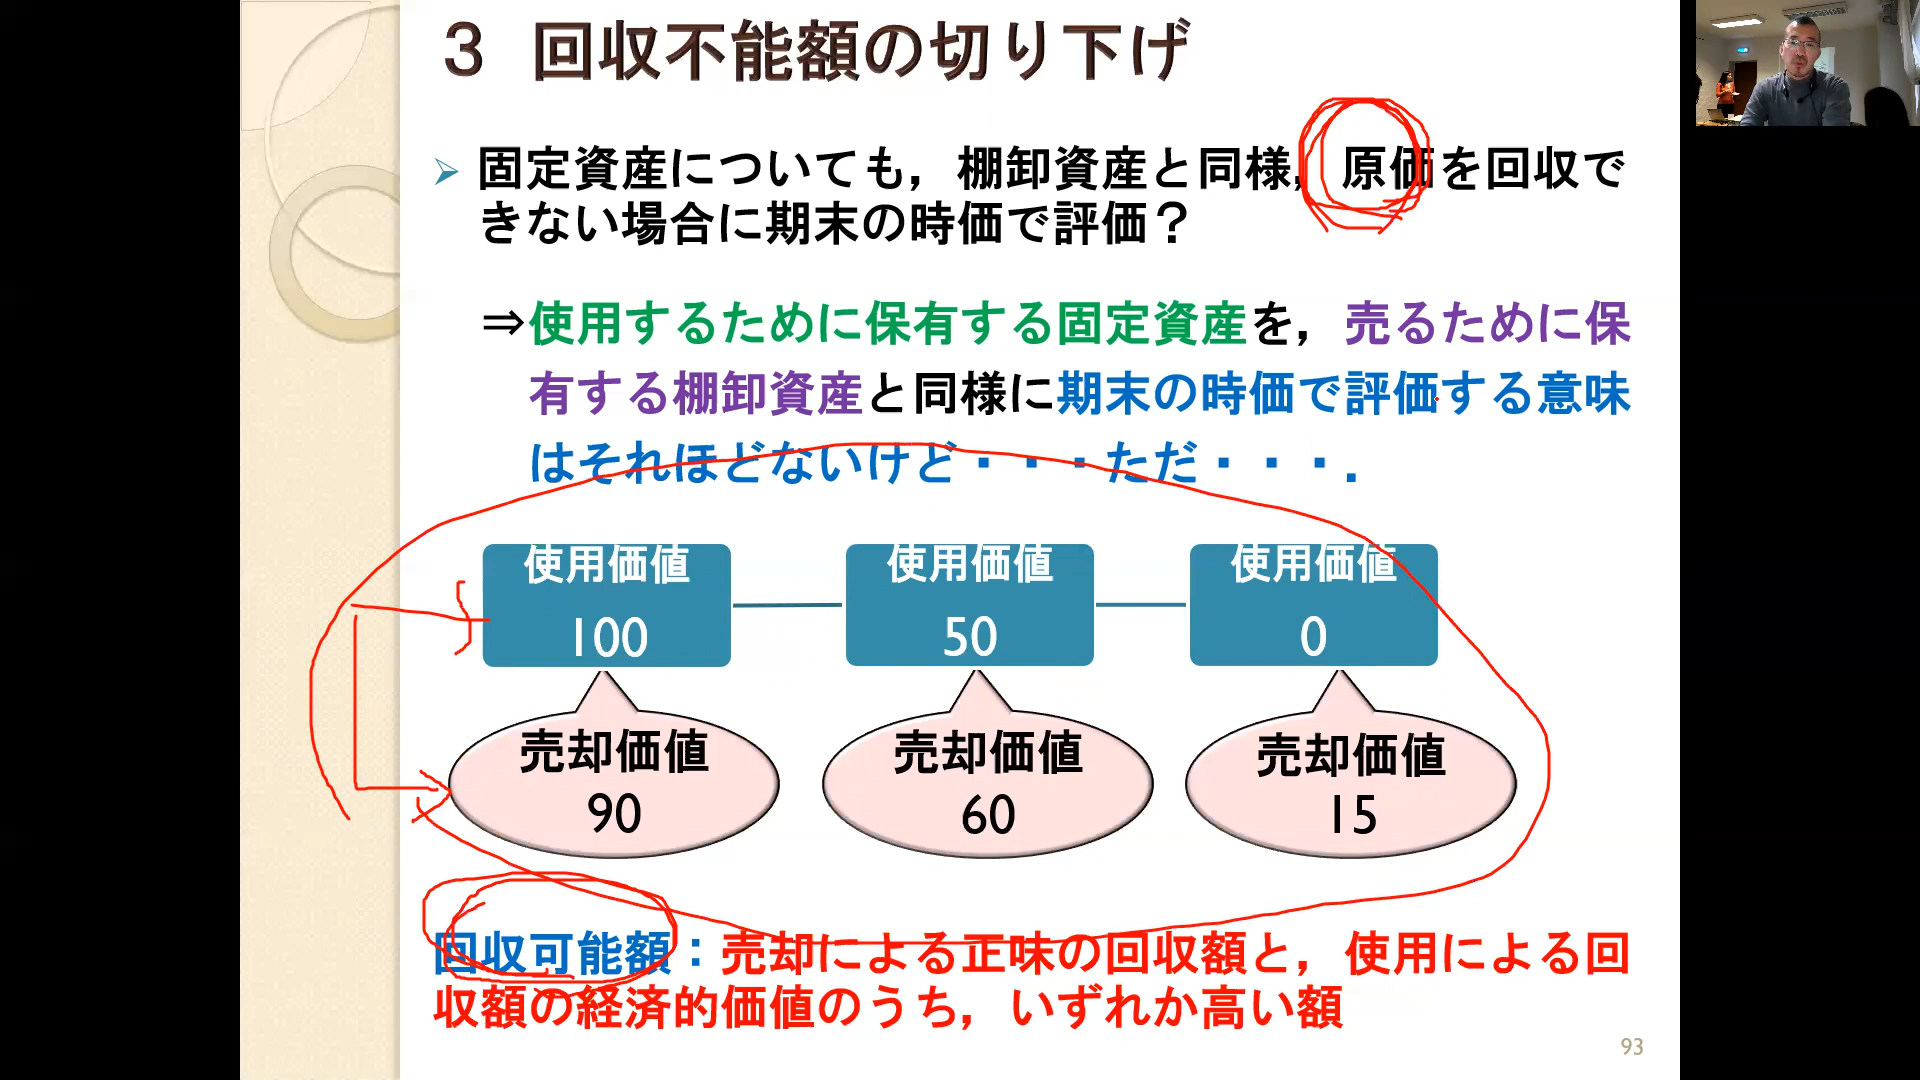 3 回収不能額の切り下げ
固定資産についても，棚卸資産と同様，原価を回収で
きない場合に期末の時価で評価？
⇒使用するために保有する固定資産を，売るために保
有する棚卸資産と同様に期末の時価で評価する意味
はそれほどないけど・・・ただ・・・．
使用価値
100
使用価値
50
使用価値
0
売却価値
90
売却価値
60
売却価値
15
回収可能額：売却による正味の回収額と，使用による回
収額の経済的価値のうち，いずれか高い額
93